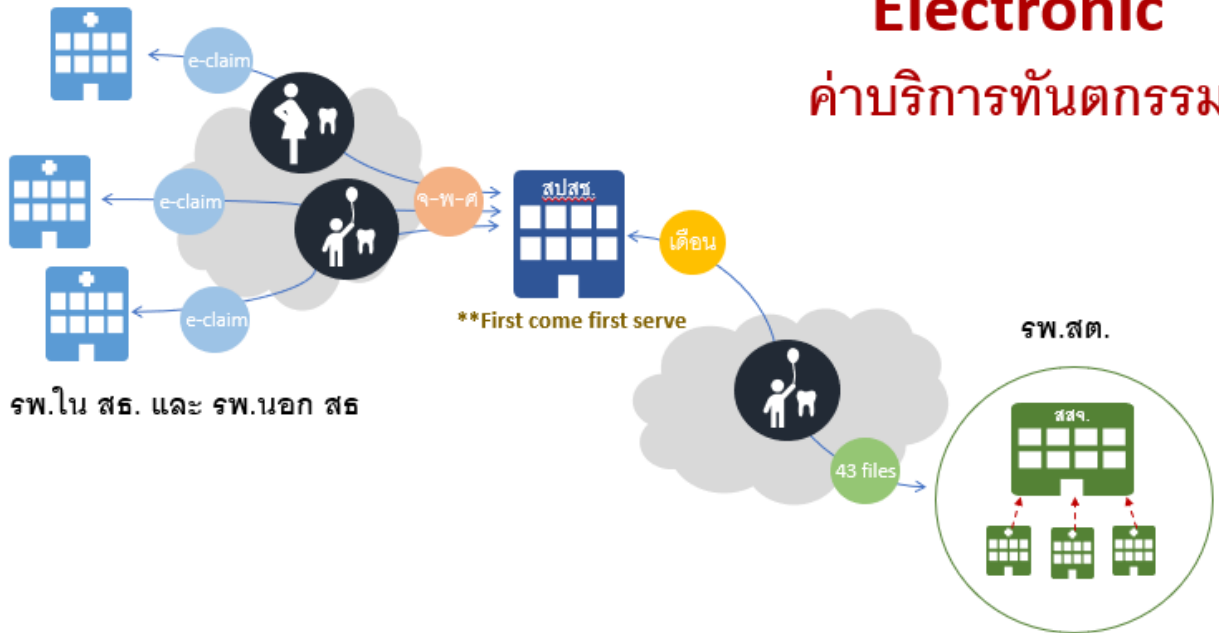 Electronic
ค่าบริการทันตกรรม
e-claim
e-claim
จ-พ-ศ
สปสช.
เดือน
e-claim
**First come first serve
รพ.สต.
รพ.ใน สธ. และ รพ.นอก สธ
สสจ.
43 files